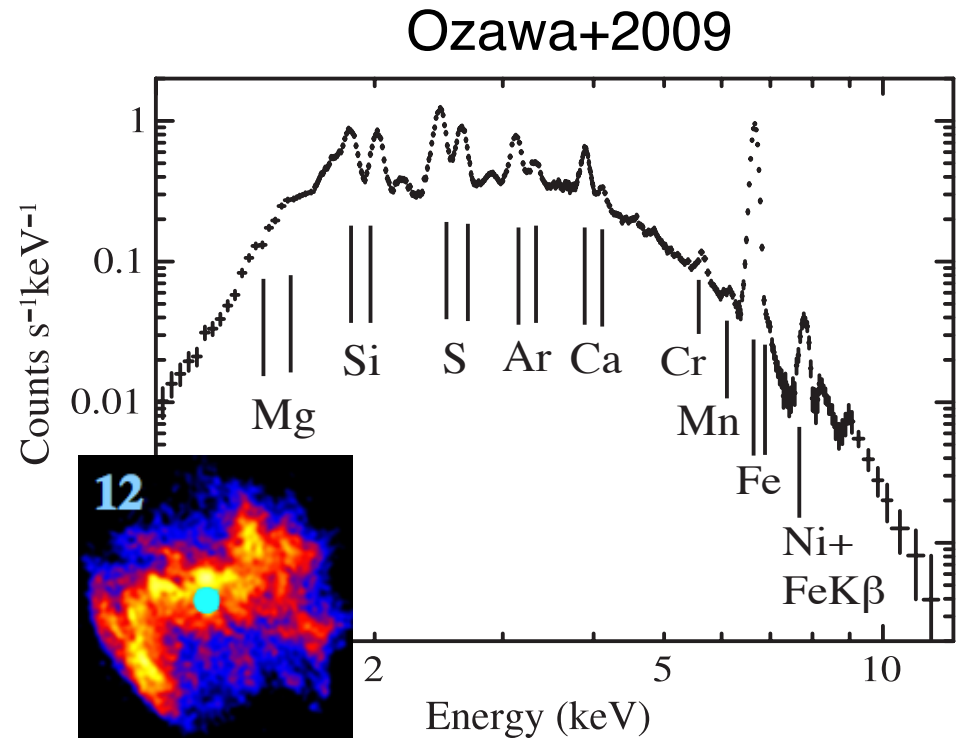 Ozawa+2009
Counts s⁻¹keV⁻¹
1
0.1
0.01
Mg
Si
S
Ar
Ca
Cr
Mn
Fe
Ni+
FeKβ
12
2
5
10
Energy (keV)